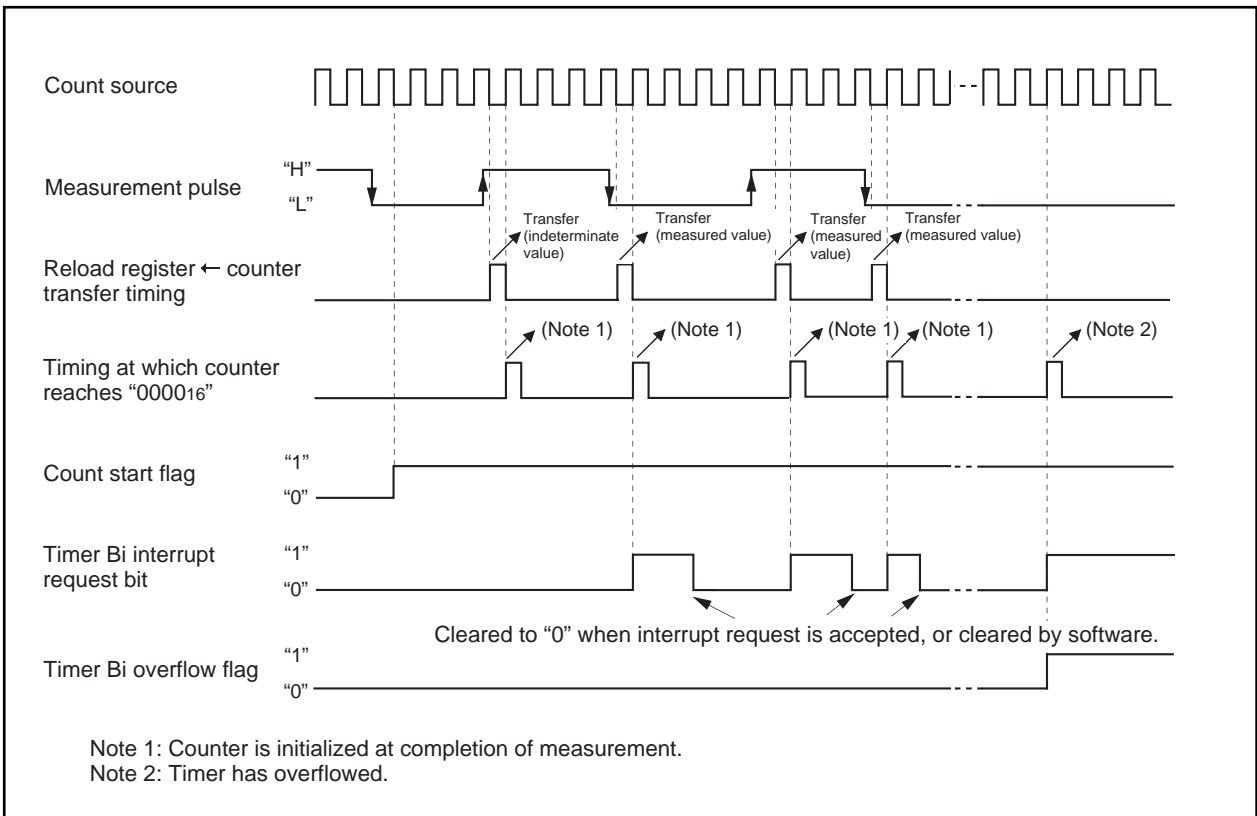 Count source
Measurement pulse
“H”
“L”
Transfer
(indeterminate
value)
Transfer
(measured value)
Transfer
(measured
value)
Transfer
(measured value)
Reload register ← counter
transfer timing
(Note 1)
(Note 1)
(Note 1)
(Note 1)
(Note 2)
Timing at which counter
reaches “000016”
Count start flag
“1”
“0”
Timer Bi interrupt
request bit
“1”
“0”
Cleared to “0” when interrupt request is accepted, or cleared by software.
Timer Bi overflow flag
“1”
“0”
Note 1: Counter is initialized at completion of measurement.
Note 2: Timer has overflowed.